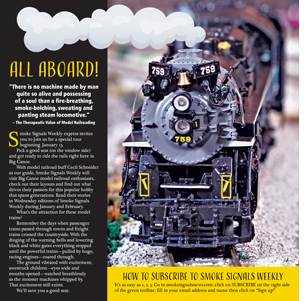 ALL ABOARD!
"There is no machine made by man
quite so alive and possessing
of a soul than a fire-breathing,
smoke-belching, sweating and
panting steam locomotive."
– The Therapeutic Value of Model Railroading
Smoke Signals Weekly express invites
you to join us for a special tour
beginning January 13.
Pick a good seat (on the window side)
and get ready to ride the rails right here in
Big Canoe.
With model railroad buff Cecil Schneider
as our guide, Smoke Signals Weekly will
visit Big Canoe model railroad enthusiasts,
check out their layouts and find out what
drives their passion for this popular hobby
that spans generations. Read their stories
in Wednesday editions of Smoke Signals
Weekly during January and February.
What's the attraction for these model
trains?
Remember the days when passenger
trains passed through towns and freight
trains crossed the countryside. With the
dinging of the warning bells and lowering
black and white gates everything stopped
until the powerful trains—pulled by huge,
racing engines—roared through.
The ground vibrated with excitement;
awestruck children—eyes wide and
mouths opened—watched breathlessly
as the monster machines whipped by.
That excitement still exists.
We'll save you a good seat.
759
759
759
7
7
HOW TO SUBSCRIBE TO SMOKE SIGNALS WEEKLY
It's as easy as 1, 2, 3: Go to smokesignalsnews.com; click on SUBSCRIBE on the right side
of the green toolbar; fill in your email address and name then click on "Sign up!"